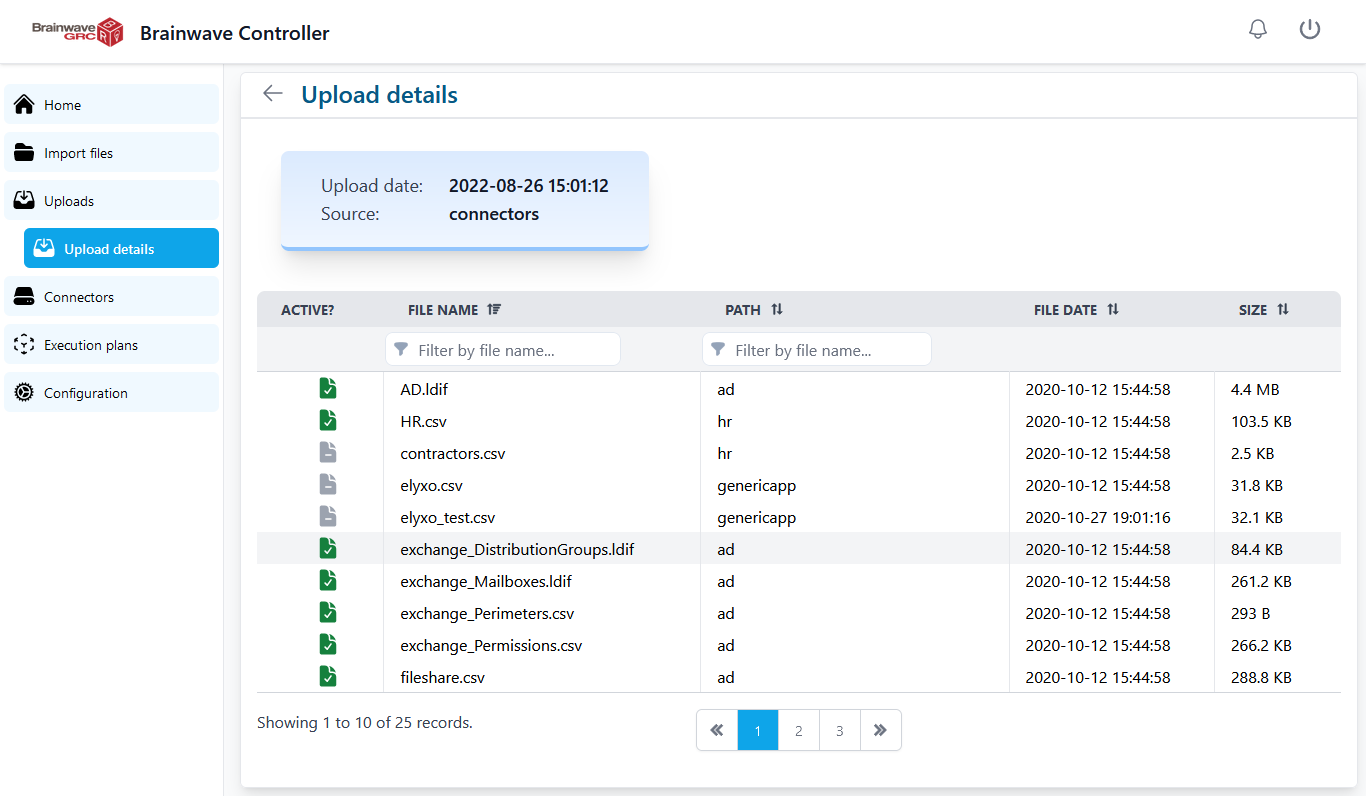 Brainwave GRC Brainwave Controller
Home
Import files
Uploads
Upload details
Connectors
Execution plans
Configuration
Upload details
Upload date: 2022-08-26 15:01:12
Source: connectors
ACTIVE? FILE NAME PATH FILE DATE SIZE
Filter by file name... Filter by file name...
AD.ldif ad 2020-10-12 15:44:58 4.4 MB
HR.csv hr 2020-10-12 15:44:58 103.5 KB
contractors.csv hr 2020-10-12 15:44:58 2.5 KB
elyxo.csv genericapp 2020-10-12 15:44:58 31.8 KB
elyxo_test.csv genericapp 2020-10-27 19:01:16 32.1 KB
exchange_DistributionGroups.ldif ad 2020-10-12 15:44:58 84.4 KB
exchange_Mailboxes.ldif ad 2020-10-12 15:44:58 261.2 KB
exchange_Perimeters.csv ad 2020-10-12 15:44:58 293 B
exchange_Permissions.csv ad 2020-10-12 15:44:58 266.2 KB
fileshare.csv ad 2020-10-12 15:44:58 288.8 KB
Showing 1 to 10 of 25 records. « 1 2 3 »